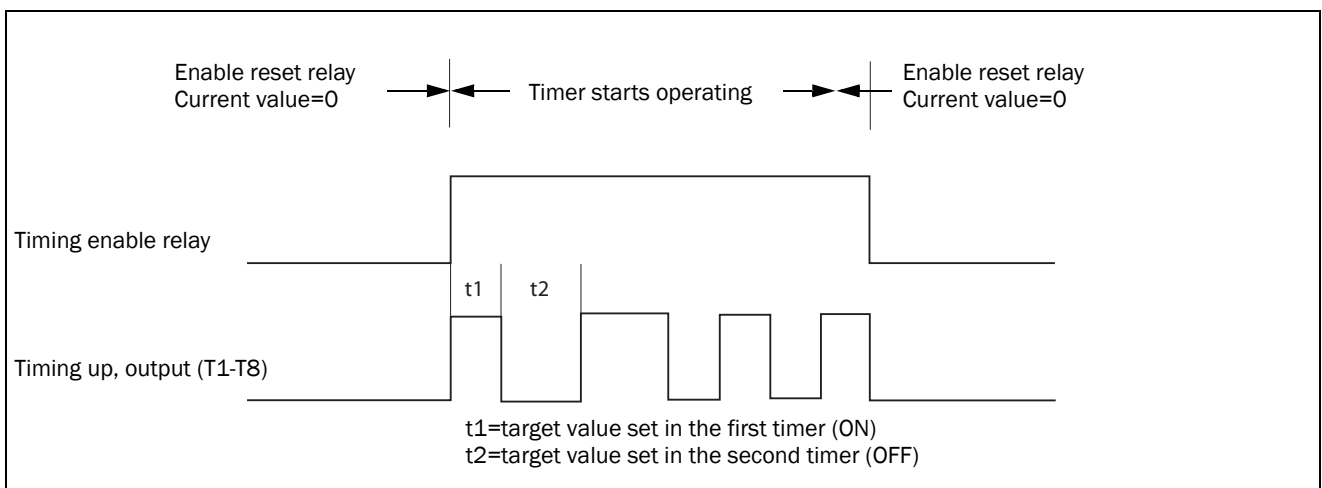 Enable reset relay
Current value=0
Timer starts operating
Enable reset relay
Current value=0
Timing enable relay
t1
t2
Timing up, output (T1-T8)
t1=target value set in the first timer (ON)
t2=target value set in the second timer (OFF)